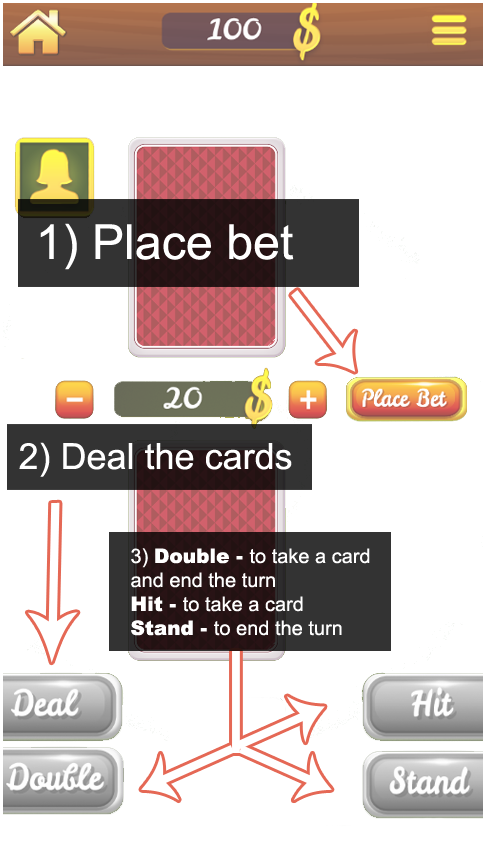 100 $
1) Place bet
- 20 $ + Place Bet
2) Deal the cards
3) Double - to take a card
and end the turn
Hit - to take a card
Stand - to end the turn
Deal
Hit
Double
Stand